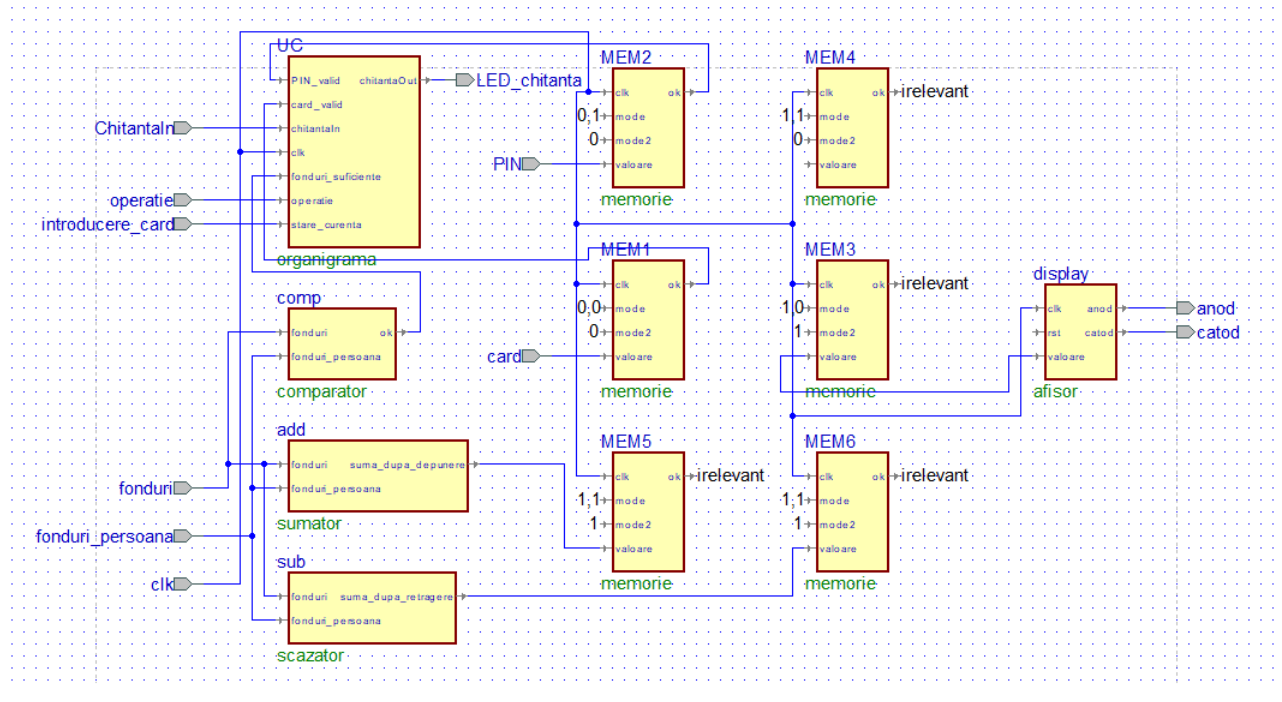 UC
PIN_valid chitantaOut
card_valid
chitantaIn
clk
fonduri_suficiente
operatie
stare_curenta
organigrama
LED_chitanta
ChitantaIn
operatie
introducere_card
comp
fonduri ok
fonduri_persoana
comparator
add
fonduri suma_dupa_depunere
fonduri_persoana
sumator
fonduri
fonduri_persoana
clk
sub
fonduri suma_dupa_retragere
fonduri_persoana
scazator
MEM2
clk ok
0,1 mode
0 mode2
PIN valoare
memorie
MEM4
clk ok irelevant
1,1 mode
0 mode2
valoare
memorie
MEM1
clk ok
0,0 mode
0 mode2
card valoare
memorie
MEM3
clk ok irelevant
1,0 mode
1 mode2
valoare
memorie
display
clk anod anod
rst catod catod
valoare
afisor
MEM5
clk ok irelevant
1,1 mode
1 mode2
valoare
memorie
MEM6
clk ok irelevant
1,1 mode
1 mode2
valoare
memorie